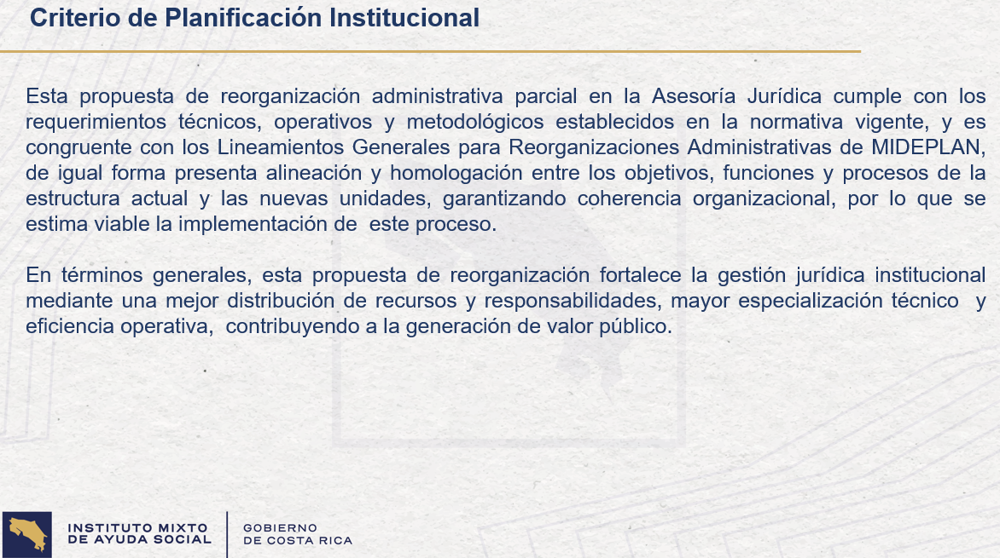 Criterio de Planificación Institucional
Esta propuesta de reorganización administrativa parcial en la Asesoría Jurídica cumple con los
requerimientos técnicos, operativos y metodológicos establecidos en la normativa vigente, y es
congruente con los Lineamientos Generales para Reorganizaciones Administrativas de MIDEPLAN,
de igual forma presenta alineación y homologación entre los objetivos, funciones y procesos de la
estructura actual y las nuevas unidades, garantizando coherencia organizacional, por lo que se
estima viable la implementación de  este proceso.
En términos generales, esta propuesta de reorganización fortalece la gestión jurídica institucional
mediante una mejor distribución de recursos y responsabilidades, mayor especialización técnico  y
eficiencia operativa,  contribuyendo a la generación de valor público.
INSTITUTO MIXTO
DE AYUDA SOCIAL
GOBIERNO
DE COSTA RICA